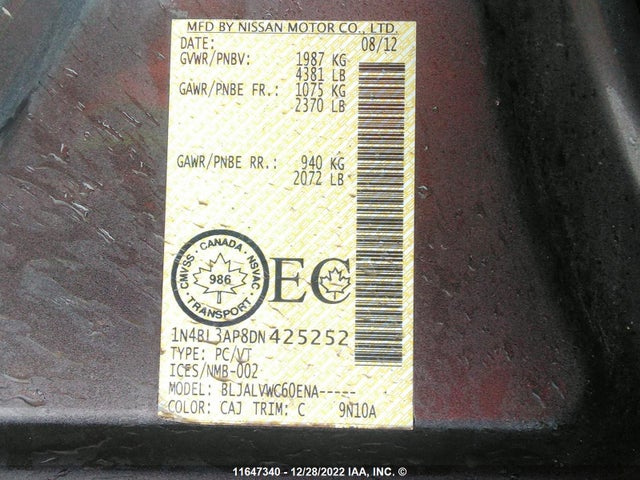 MFD BY NISSAN MOTOR CO., LTD.
DATE: 08/12
GVWR/PNBV: 1987 KG
4381 LB
GAWR/PNBE FR.: 1075 KG
2370 LB
GAWR/PNBE RR.: 940 KG
2072 LB
CMVSS · CANADA · NSVAC
986
TRANSPORT
EC
1N4BL3AP8DN425252
TYPE: PC/VT
ICES/NMB-002
MODEL: BLJALVWC60ENA-----
COLOR: CAJ TRIM: C 9N10A
11647340 - 12/28/2022 IAA, INC. ©